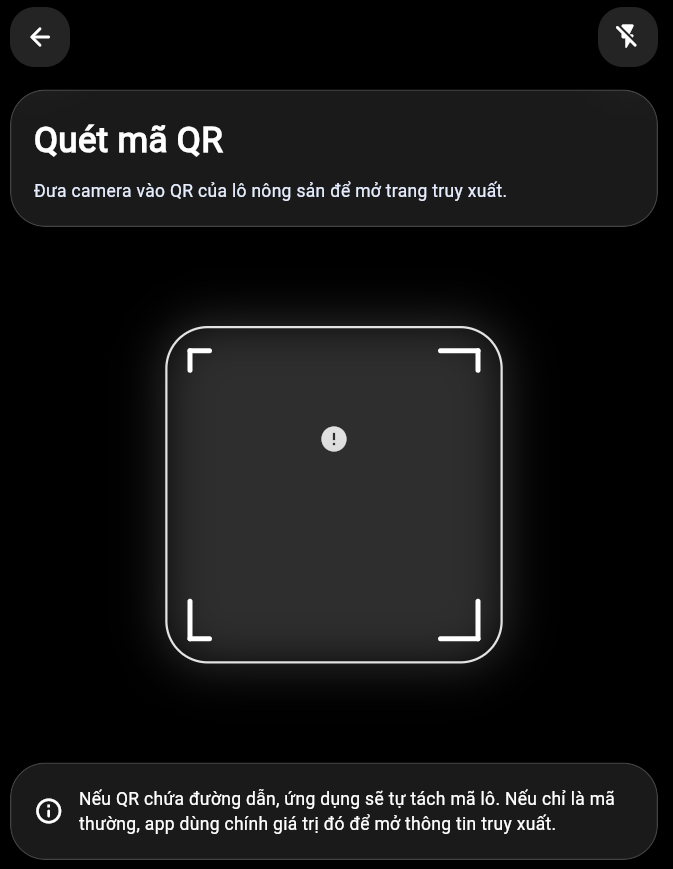 Quét mã QR
Đưa camera vào QR của lô nông sản để mở trang truy xuất.
Nếu QR chứa đường dẫn, ứng dụng sẽ tự tách mã lô. Nếu chỉ là mã
thường, app dùng chính giá trị đó để mở thông tin truy xuất.